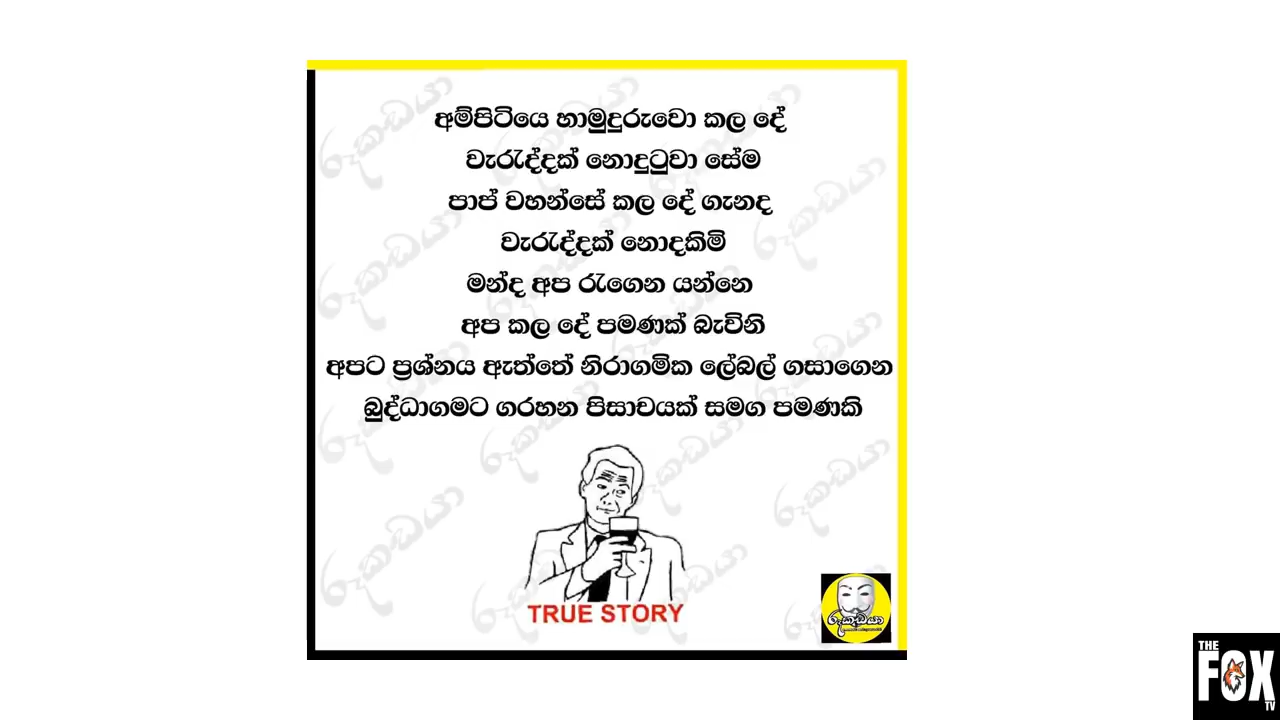 අම්පිටියෙ හාමුදුරුවො කල දේ
වැරැද්දක් නොදුටුවා සේම
පාප් වහන්සේ කල දේ ගැනද
වැරැද්දක් නොදකිමි
මන්ද අප රැගෙන යන්නෙ
අප කල දේ පමණක් බැවිනි
අපට ප්‍රශ්නය ඇත්තේ නිරාගමික ලේබල් ගසාගෙන
බුද්ධාගමට ගරහන පිසාචයක් සමග පමණකි
TRUE STORY
රූකඩයා
THE
FOX
TV